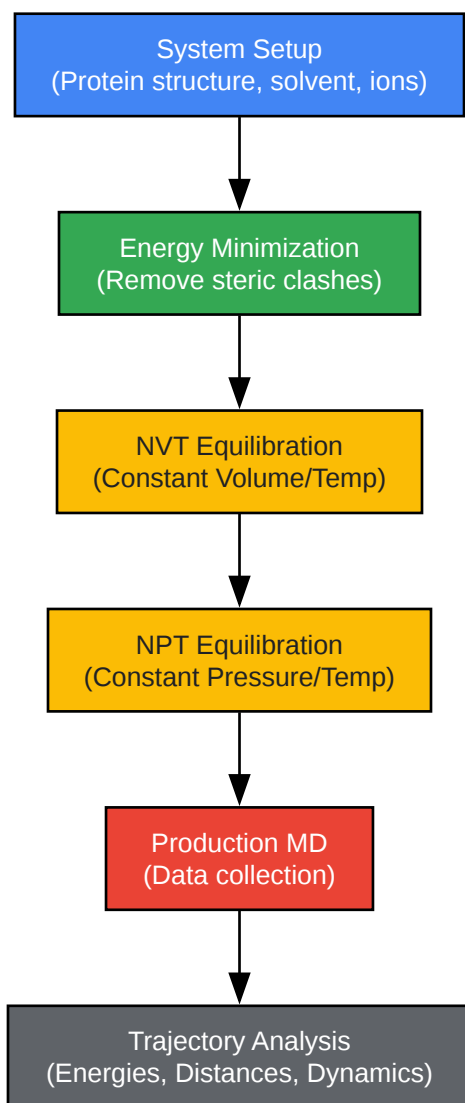 System Setup
(Protein structure, solvent, ions)
Energy Minimization
(Remove steric clashes)
NVT Equilibration
(Constant Volume/Temp)
NPT Equilibration
(Constant Pressure/Temp)
Production MD
(Data collection)
Trajectory Analysis
(Energies, Distances, Dynamics)